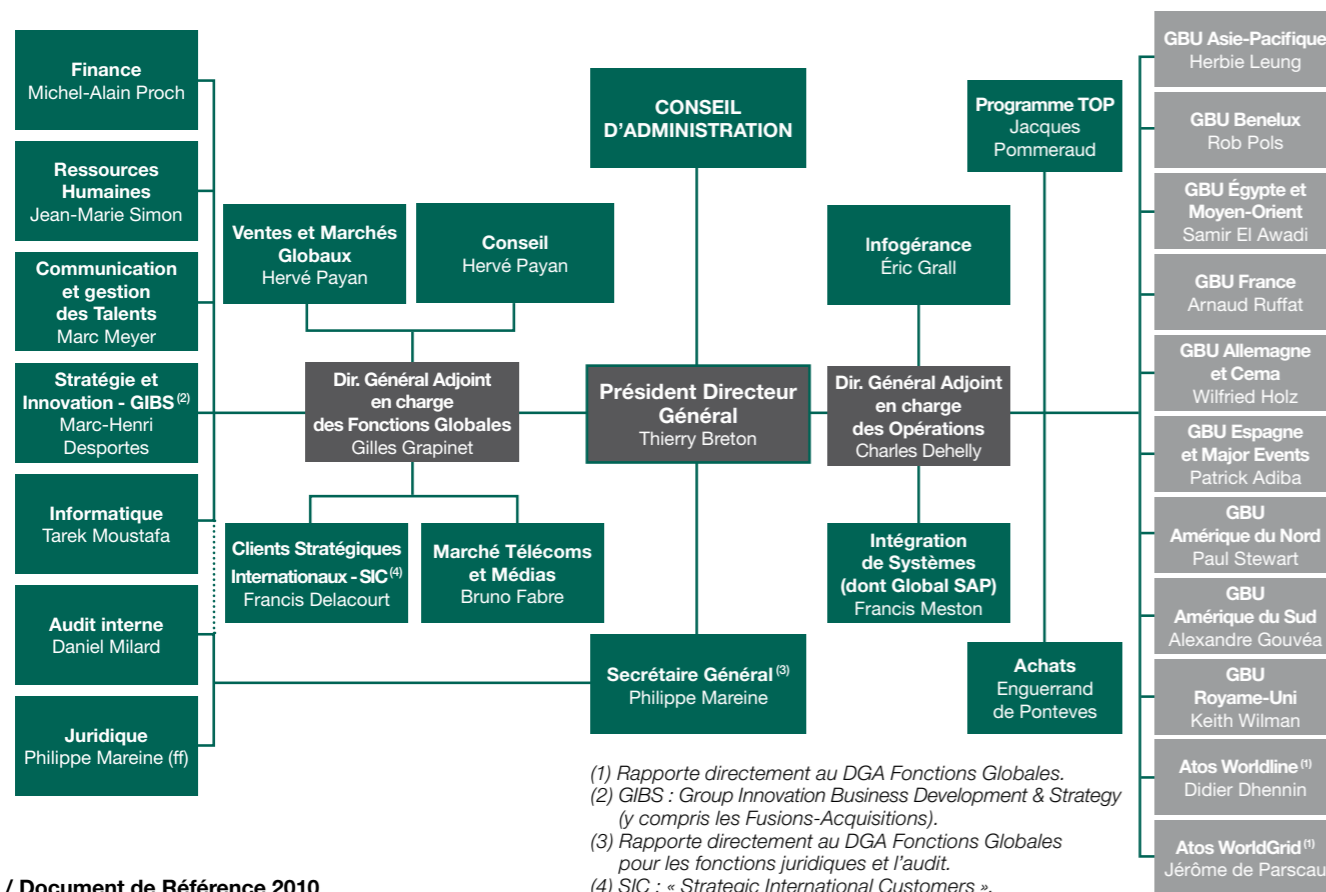 Finance
Michel-Alain Proch
Ressources
Humaines
Jean-Marie Simon
Communication
et gestion
des Talents
Marc Meyer
Stratégie et
Innovation - GIBS (2)
Marc-Henri
Desportes
Informatique
Tarek Moustafa
Audit interne
Daniel Milard
Juridique
Philippe Mareine (ff)
Ventes et Marchés
Globaux
Hervé Payan
Conseil
Hervé Payan
Dir. Général Adjoint
en charge
des Fonctions Globales
Gilles Grapinet
Clients Stratégiques
Internationaux - SIC (4)
Francis Delacourt
Marché Télécoms
et Médias
Bruno Fabre
CONSEIL
D'ADMINISTRATION
Président Directeur
Général
Thierry Breton
Secrétaire Général (3)
Philippe Mareine
Infogérance
Éric Grall
Dir. Général Adjoint
en charge
des Opérations
Charles Dehelly
Intégration
de Systèmes
(dont Global SAP)
Francis Meston
Programme TOP
Jacques
Pommeraud
Achats
Enguerrand
de Ponteves
GBU Asie-Pacifique
Herbie Leung
GBU Benelux
Rob Pols
GBU Égypte et
Moyen-Orient
Samir El Awadi
GBU France
Arnaud Ruffat
GBU Allemagne
et Cema
Wilfried Holz
GBU Espagne
et Major Events
Patrick Adiba
GBU
Amérique du Nord
Paul Stewart
GBU
Amérique du Sud
Alexandre Gouvéa
GBU
Royame-Uni
Keith Wilman
Atos Worldline (1)
Didier Dhennin
Atos WorldGrid (1)
Jérôme de Parscau
(1) Rapporte directement au DGA Fonctions Globales.
(2) GIBS : Group Innovation Business Development & Strategy
(y compris les Fusions-Acquisitions).
(3) Rapporte directement au DGA Fonctions Globales
pour les fonctions juridiques et l'audit.
(4) SIC : « Strategic International Customers ».
/ Document de Référence 2010